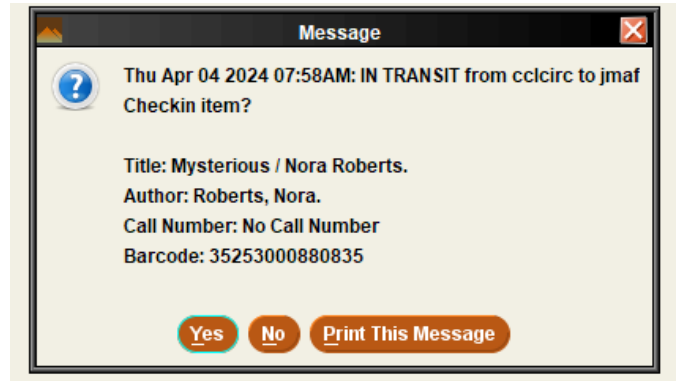 Message
Thu Apr 04 2024 07:58AM: IN TRANSIT from cclcirc to jmaf
Checkin item?
Title: Mysterious / Nora Roberts.
Author: Roberts, Nora.
Call Number: No Call Number
Barcode: 35253000880835
Yes No Print This Message